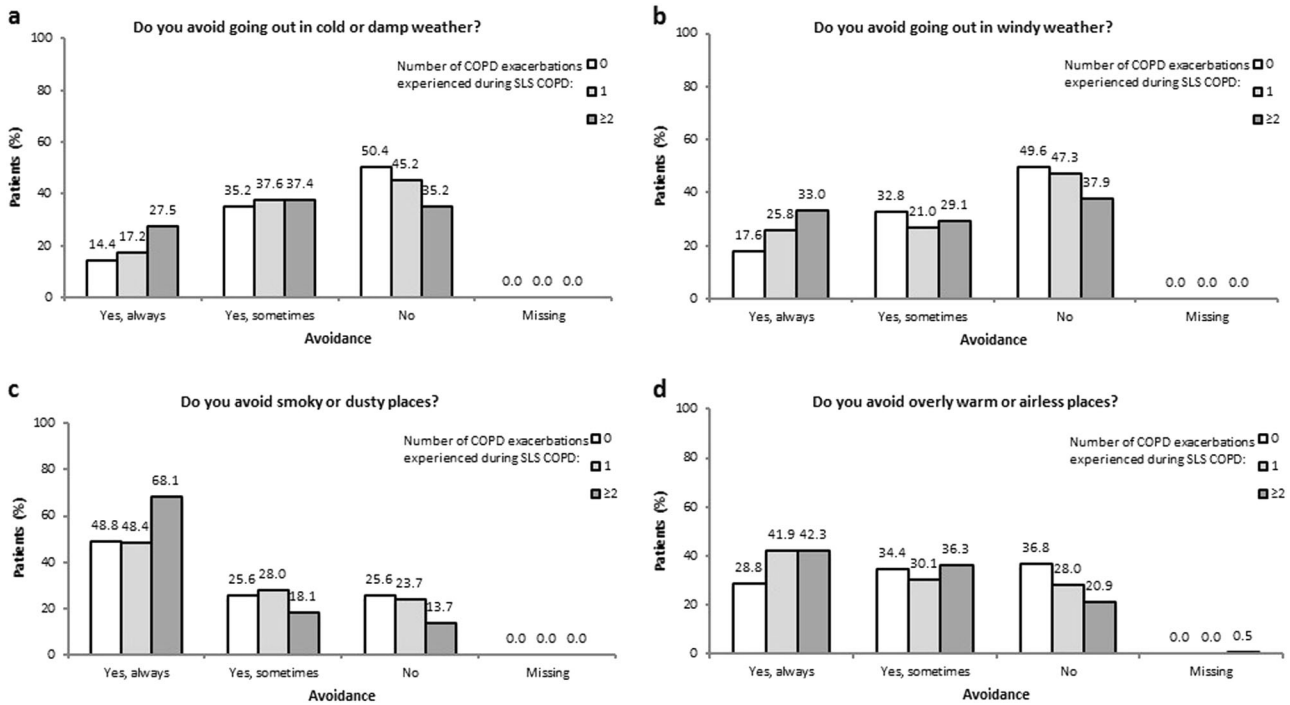 a
Do you avoid going out in cold or damp weather?
100
80
60
40
20
0
Patients (%)
Number of COPD exacerbations
experienced during SLS COPD:
0
1
≥2
14.4 17.2 27.5
35.2 37.6 37.4
50.4 45.2 35.2
0.0 0.0 0.0
Yes, always Yes, sometimes No Missing
Avoidance
b
Do you avoid going out in windy weather?
100
80
60
40
20
0
Patients (%)
Number of COPD exacerbations
experienced during SLS COPD:
0
1
≥2
17.6 25.8 33.0
32.8 21.0 29.1
49.6 47.3 37.9
0.0 0.0 0.0
Yes, always Yes, sometimes No Missing
Avoidance
c
Do you avoid smoky or dusty places?
100
80
60
40
20
0
Patients (%)
Number of COPD exacerbations
experienced during SLS COPD:
0
1
≥2
48.8 48.4 68.1
25.6 28.0 18.1
25.6 23.7 13.7
0.0 0.0 0.0
Yes, always Yes, sometimes No Missing
Avoidance
d
Do you avoid overly warm or airless places?
100
80
60
40
20
0
Patients (%)
Number of COPD exacerbations
experienced during SLS COPD:
0
1
≥2
28.8 41.9 42.3
34.4 30.1 36.3
36.8 28.0 20.9
0.0 0.0 0.5
Yes, always Yes, sometimes No Missing
Avoidance